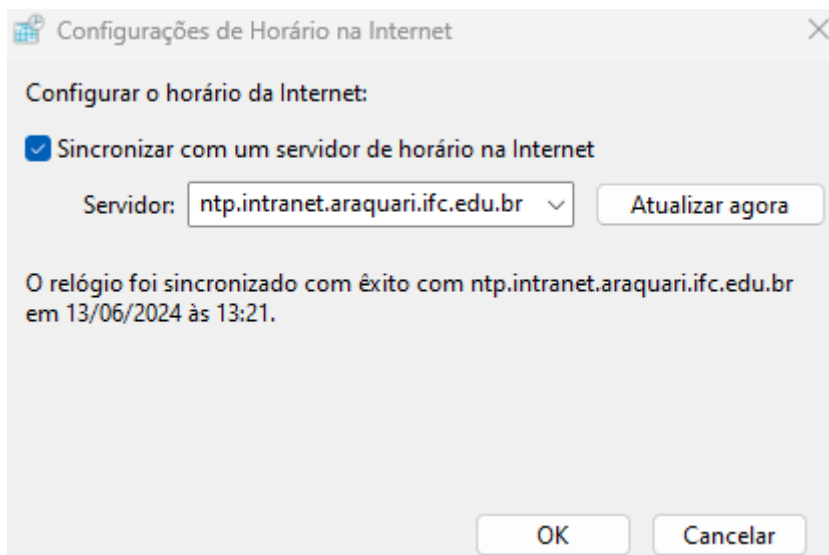 Configurações de Horário na Internet
Configurar o horário da Internet:
Sincronizar com um servidor de horário na Internet
Servidor: ntp.intranet.araquari.ifc.edu.br Atualizar agora
O relógio foi sincronizado com êxito com ntp.intranet.araquari.ifc.edu.br
em 13/06/2024 às 13:21.
OK Cancelar